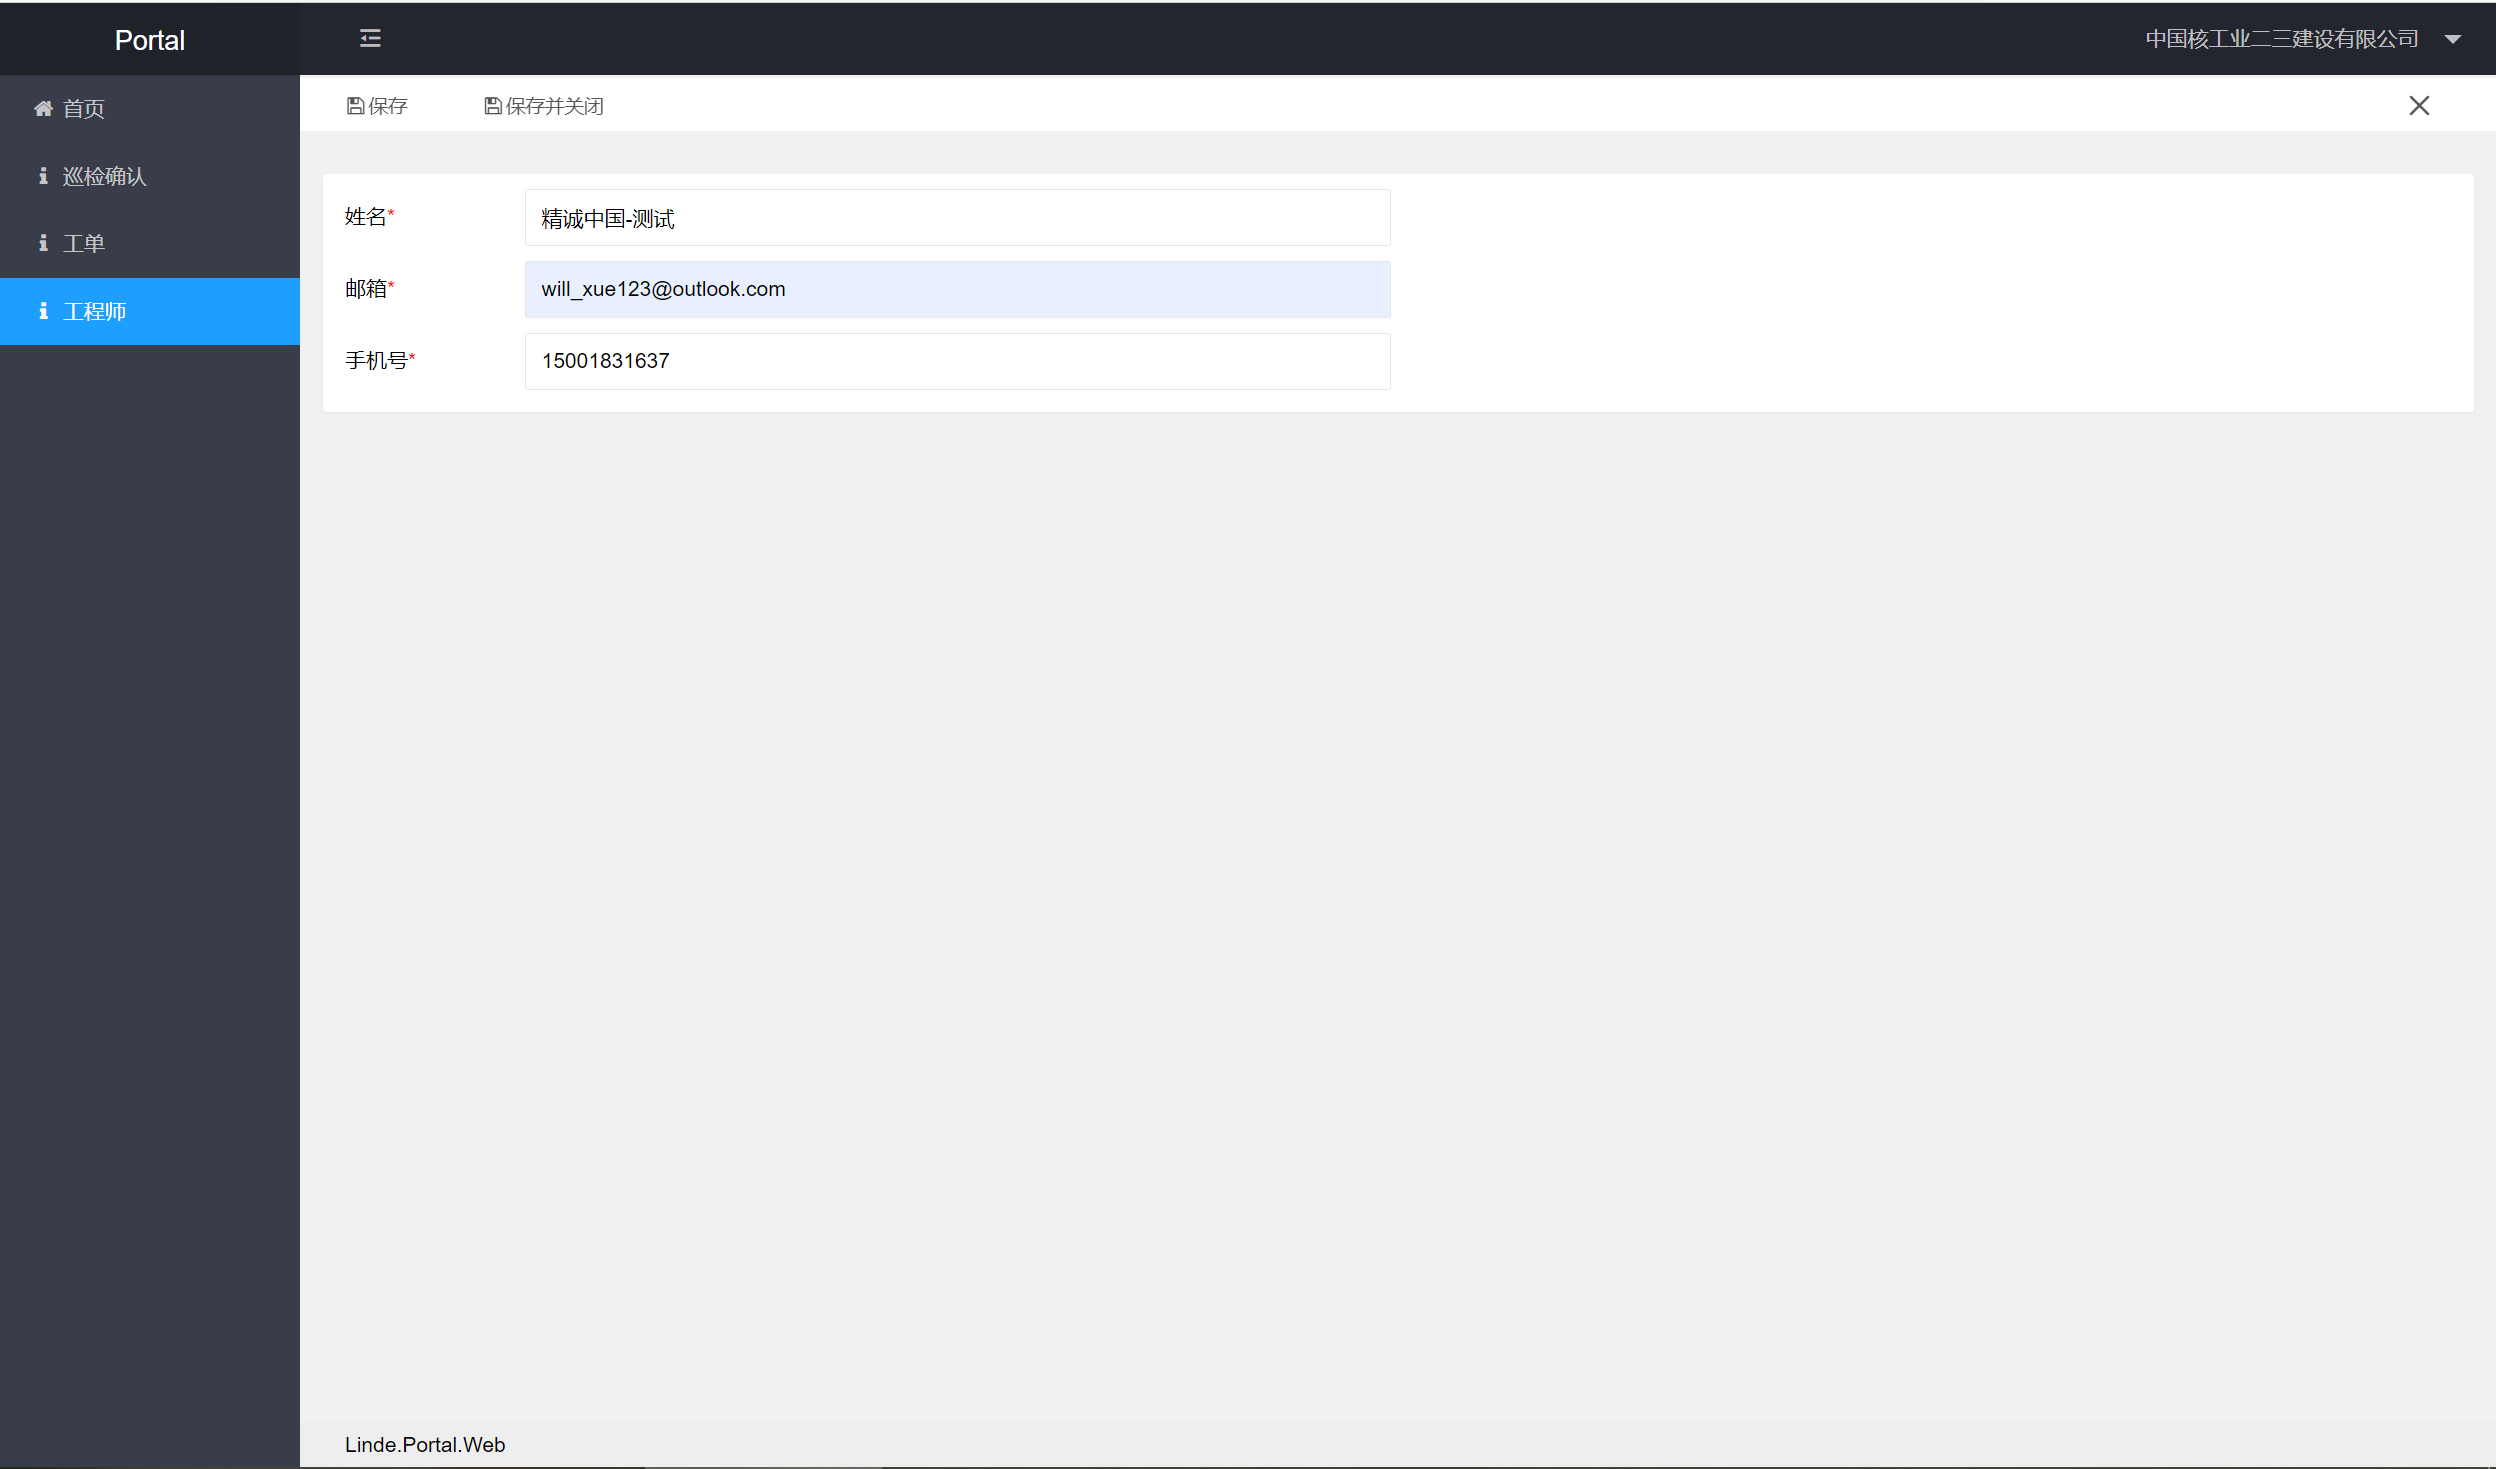 Portal
中国核工业二三建设有限公司
首页
巡检确认
工单
工程师
保存
保存并关闭
姓名*
精诚中国-测试
邮箱*
will_xue123@outlook.com
手机号*
15001831637
Linde.Portal.Web